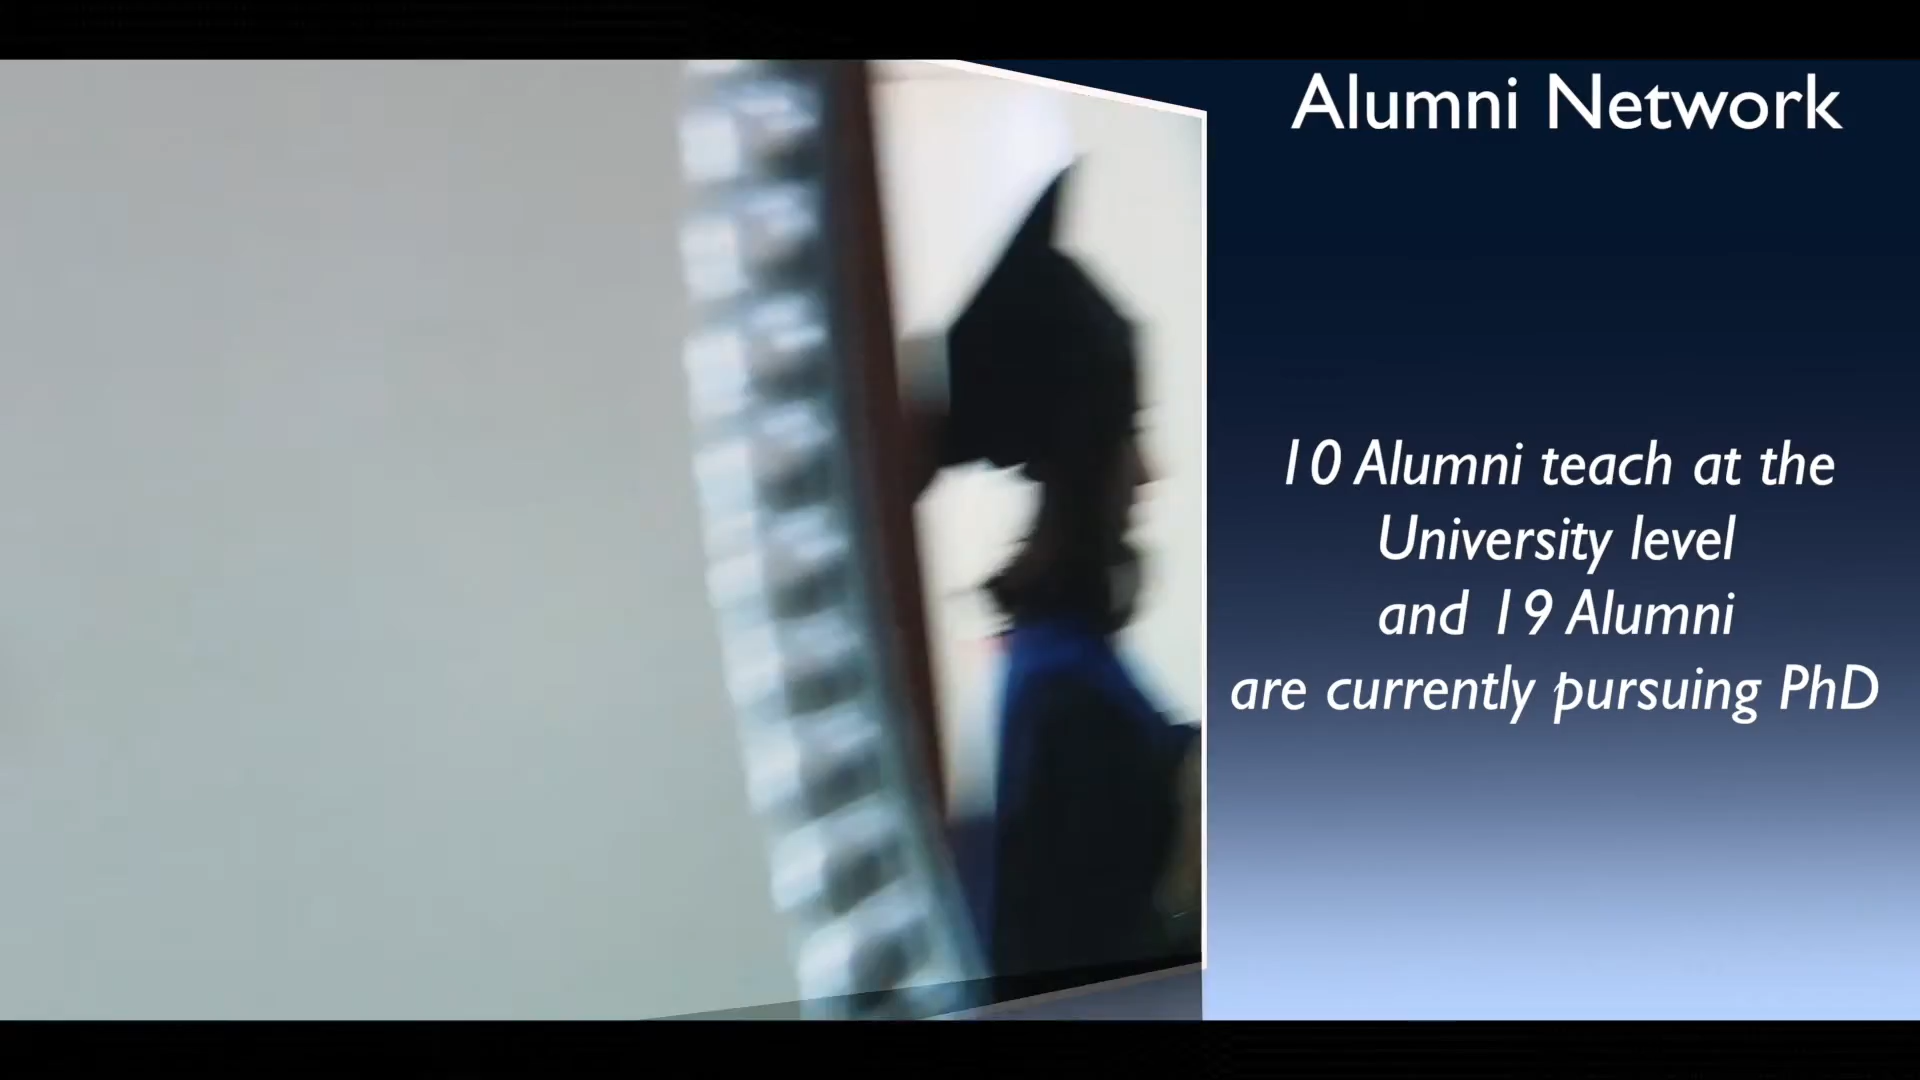 Alumni Network
10 Alumni teach at the
University level
and 19 Alumni
are currently pursuing PhD